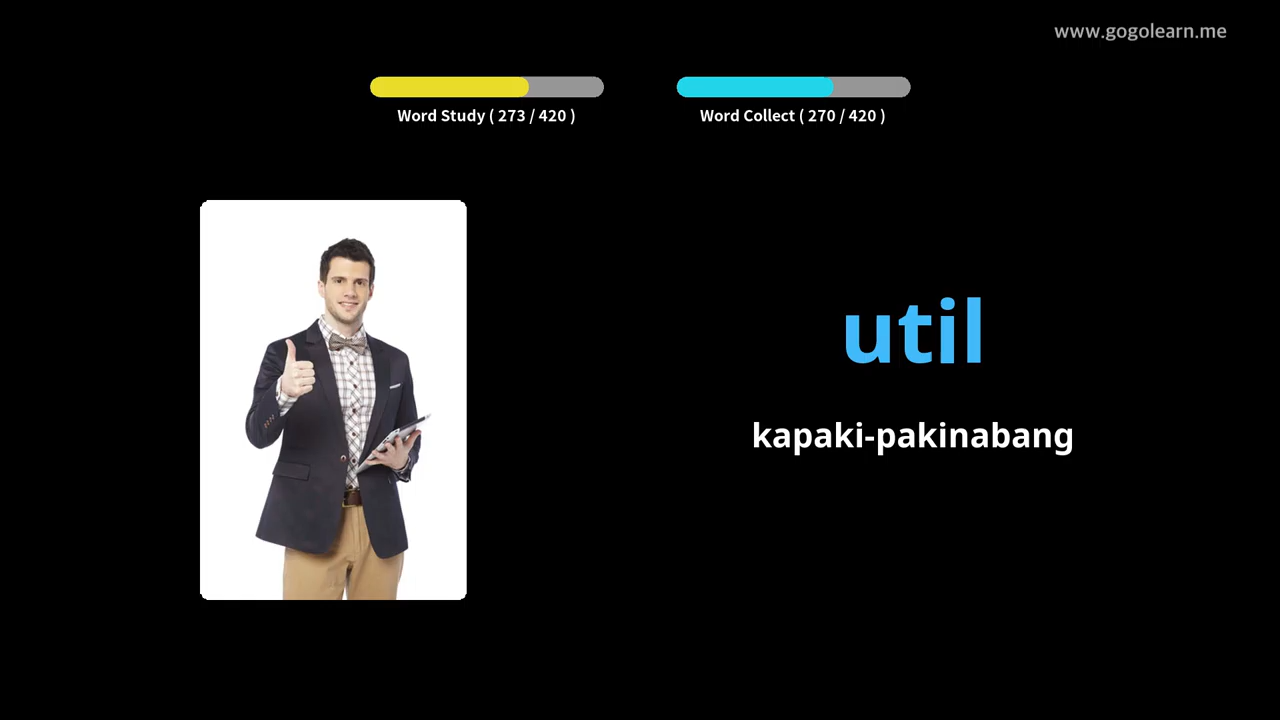 www.gogolearn.me
Word Study ( 273 / 420 )
Word Collect ( 270 / 420 )
util
kapaki-pakinabang